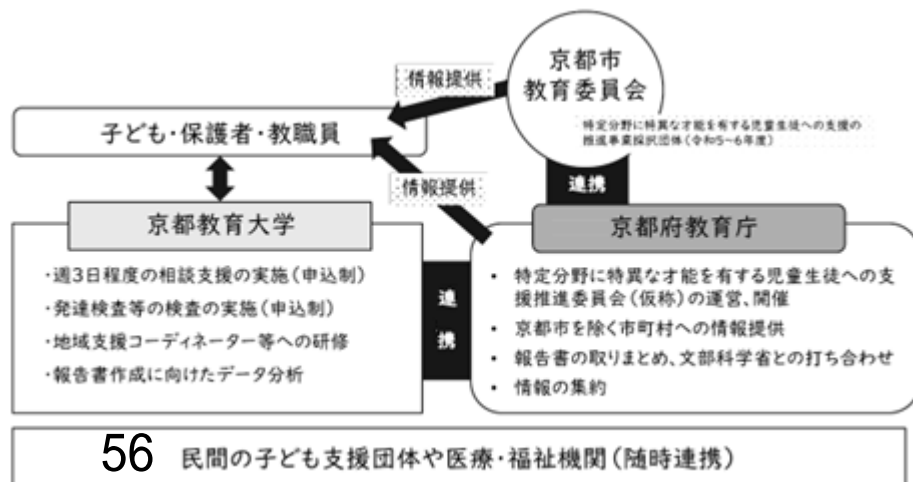 京都市
教育委員会
特定分野に特異な才能を有する児童生徒への支援の
推進事業採択団体(令和5~6年度)
情報提供
子ども・保護者・教職員
情報提供
連携
京都教育大学
・週3日程度の相談支援の実施(申込制)
・発達検査等の検査の実施(申込制)
・地域支援コーディネーター等への研修
・報告書作成に向けたデータ分析
連
携
京都府教育庁
• 特定分野に特異な才能を有する児童生徒への支
援推進委員会(仮称)の運営、開催
• 京都市を除く市町村への情報提供
• 報告書の取りまとめ、文部科学省との打ち合わせ
• 情報の集約
56 民間の子ども支援団体や医療・福祉機関(随時連携)